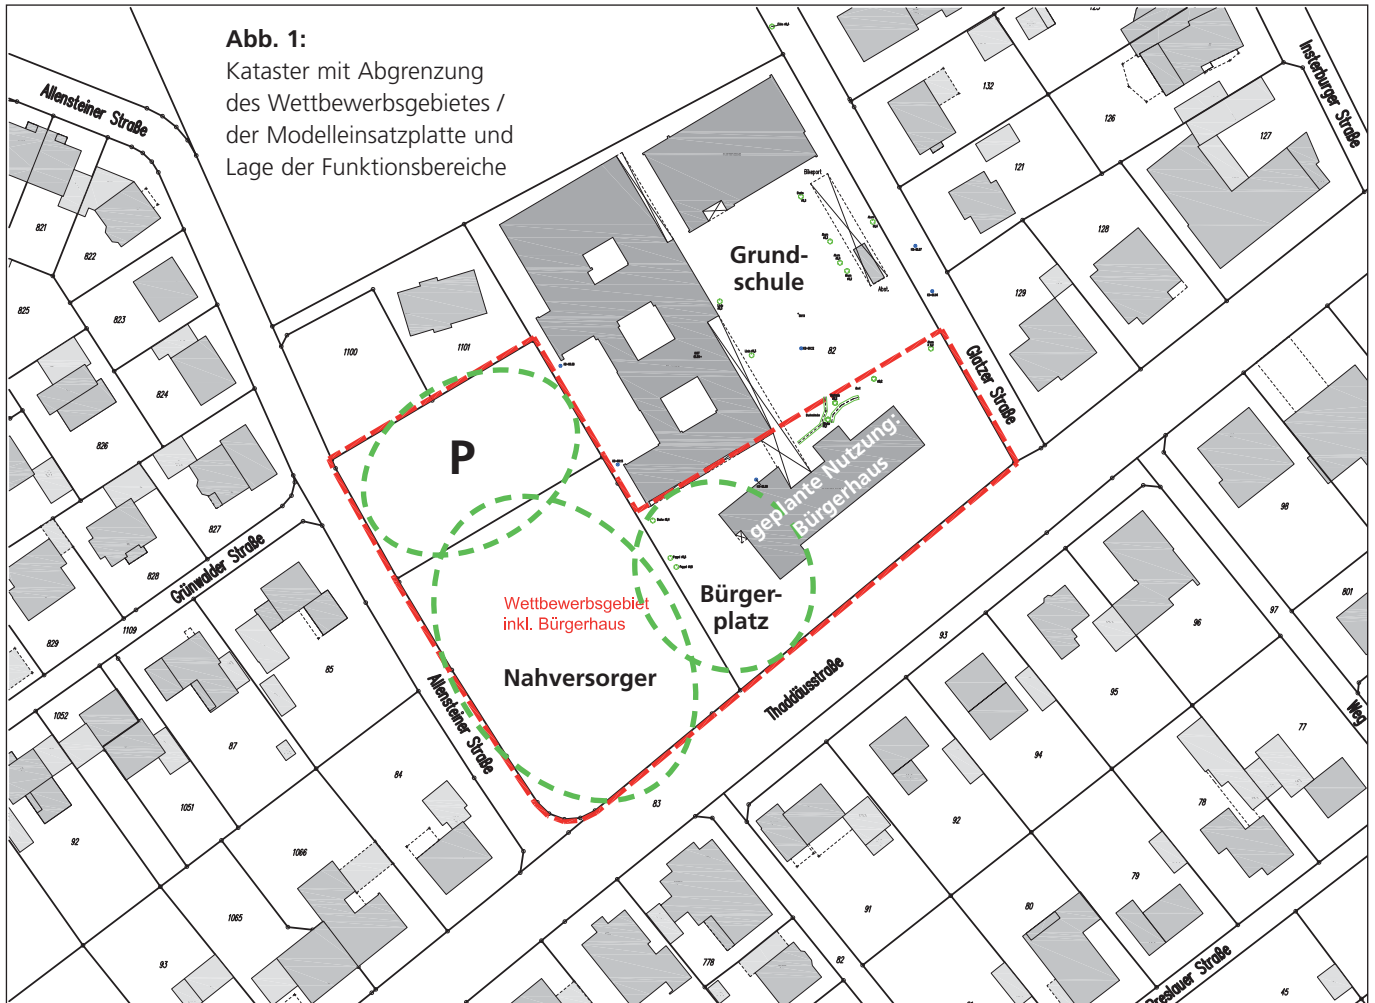 Abb. 1:
Kataster mit Abgrenzung
des Wettbewerbsgebietes /
der Modelleinsatzplatte und
Lage der Funktionsbereiche
Allensteiner Straße
Insterburger Straße
Grund-
schule
Glatzer Straße
P
geplante Nutzung:
Bürgerhaus
Bürger-
platz
Wettbewerbsgebiet
inkl. Bürgerhaus
Nahversorger
Grünwalder Straße
Allensteiner Straße
Thaddäusstraße
Weg
Breslauer Straße
132
126
127
121
128
129
821
822
825
823
824
826
827
828
829
1100
1101
82
1109
85
1052
87
1051
92
84
1066
1065
93
83
98
97
801
96
93
95
94
77
78
92
79
91
80
82
778
45